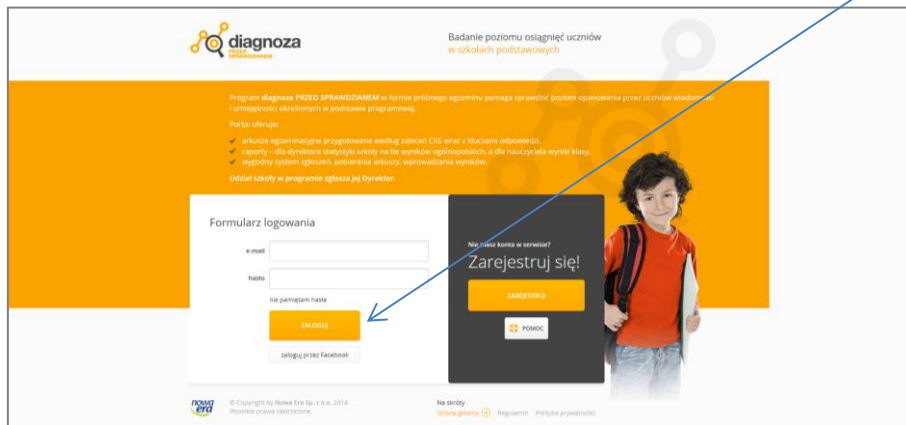 diagnoza
PRZED
SPRAWDZIANEM
Badanie poziomu osiągnięć uczniów
w szkołach podstawowych
Program diagnoza PRZED SPRAWDZIANEM w formie próbnego egzaminu pomaga sprawdzić poziom opanowania przez uczniów wiadomości
i umiejętności określonych w podstawie programowej.
Portal oferuje:
arkusze egzaminacyjne przygotowane według zaleceń CKE wraz z kluczami odpowiedzi,
raporty – dla dyrektora statystyki szkoły na tle wyników ogólnopolskich, a dla nauczyciela wyniki klasy,
wygodny system zgłoszeń, pobierania arkuszy, wprowadzania wyników.
Udział szkoły w programie zgłasza jej Dyrektor.
Formularz logowania
e-mail
hasło
nie pamiętam hasła
ZALOGUJ
zaloguj przez Facebook
Nie masz konta w serwisie?
Zarejestruj się!
ZAREJESTRUJ
POMOC
nowa
era
© Copyright by Nowa Era Sp. z o.o. 2014
Wszelkie prawa zastrzeżone.
Na skróty
Strona główna Regulamin Polityka prywatności